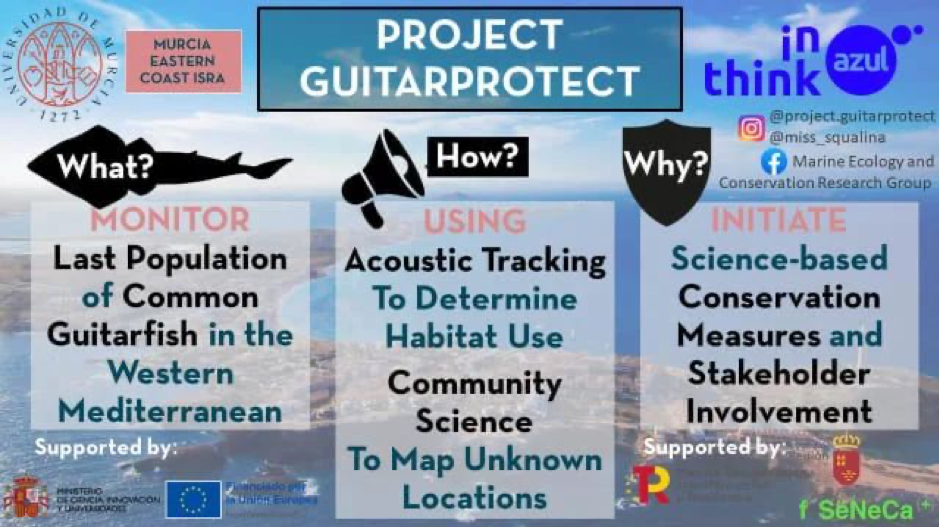 UNIVERSIDAD DE MURCIA
1272
MURCIA
EASTERN
COAST ISRA
PROJECT
GUITARPROTECT
in
think
azul
@project.guitarprotect
@miss_squalina
Marine Ecology and
Conservation Research Group
What?
MONITOR
Last Population
of Common
Guitarfish in the
Western
Mediterranean
How?
USING
Acoustic Tracking
To Determine
Habitat Use
Community
Science
To Map Unknown
Locations
Why?
INITIATE
Science-based
Conservation
Measures and
Stakeholder
Involvement
Supported by:
MINISTERIO
DE CIENCIA, INNOVACIÓN
Y UNIVERSIDADES
Financiado por
la Unión Europea
Supported by:
R
f SéNeCa +